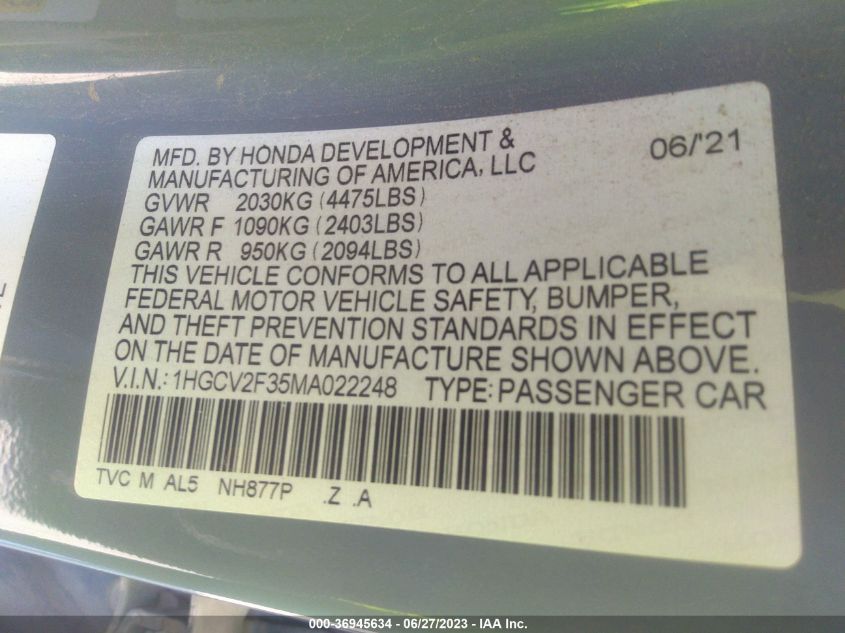 MFD. BY HONDA DEVELOPMENT & 06/'21
MANUFACTURING OF AMERICA, LLC
GVWR 2030KG (4475LBS)
GAWR F 1090KG (2403LBS)
GAWR R 950KG (2094LBS)
THIS VEHICLE CONFORMS TO ALL APPLICABLE
FEDERAL MOTOR VEHICLE SAFETY, BUMPER,
AND THEFT PREVENTION STANDARDS IN EFFECT
ON THE DATE OF MANUFACTURE SHOWN ABOVE.
V.I.N.: 1HGCV2F35MA022248 TYPE: PASSENGER CAR
TVC M AL5 NH877P .Z .A
000-36945634 - 06/27/2023 - IAA Inc.